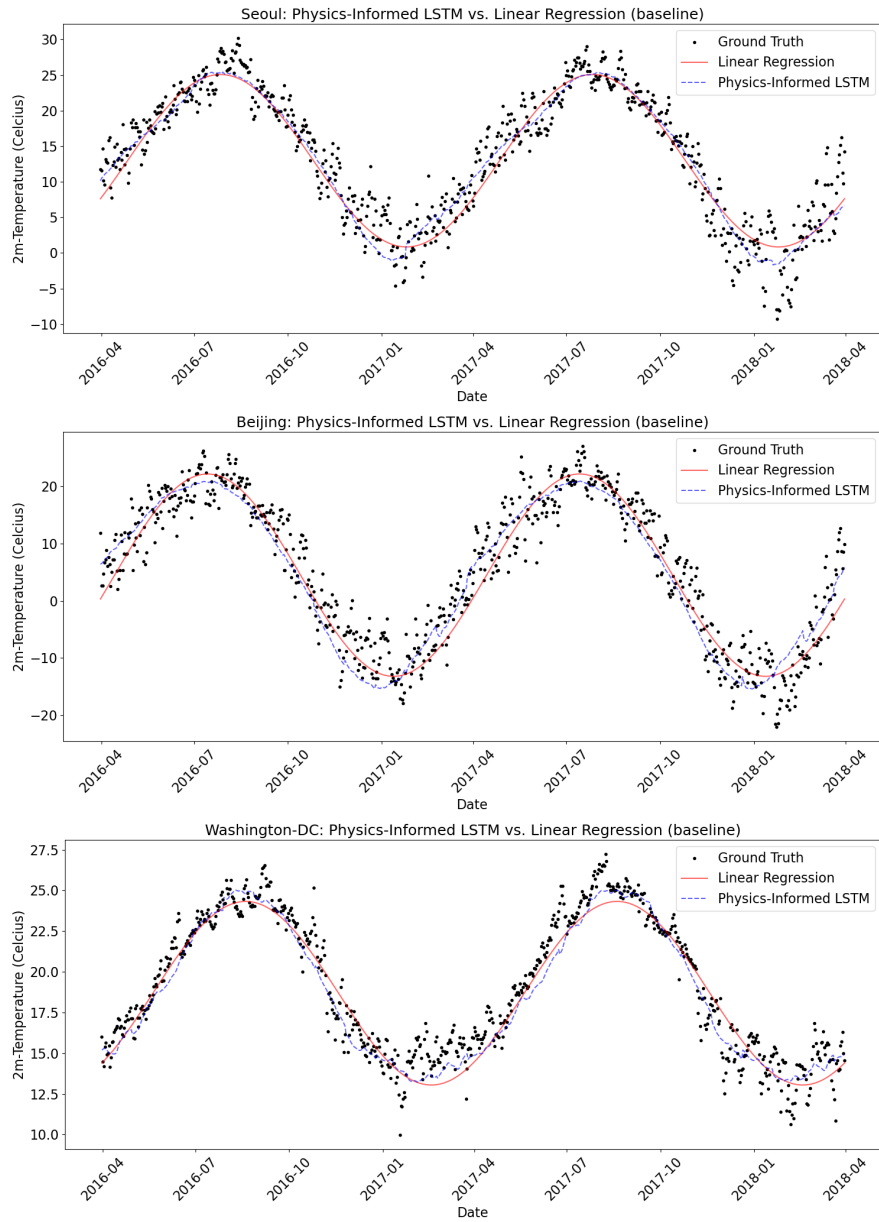 Seoul: Physics-Informed LSTM vs. Linear Regression (baseline)
30
25
20
15
10
5
0
−5
−10
2m-Temperature (Celcius)
Ground Truth
Linear Regression
Physics-Informed LSTM
2016-04
2016-07
2016-10
2017-01
2017-04
2017-07
2017-10
2018-01
2018-04
Date
Beijing: Physics-Informed LSTM vs. Linear Regression (baseline)
20
10
0
−10
−20
2m-Temperature (Celcius)
Ground Truth
Linear Regression
Physics-Informed LSTM
2016-04
2016-07
2016-10
2017-01
2017-04
2017-07
2017-10
2018-01
2018-04
Date
Washington-DC: Physics-Informed LSTM vs. Linear Regression (baseline)
27.5
25.0
22.5
20.0
17.5
15.0
12.5
10.0
2m-Temperature (Celcius)
Ground Truth
Linear Regression
Physics-Informed LSTM
2016-04
2016-07
2016-10
2017-01
2017-04
2017-07
2017-10
2018-01
2018-04
Date